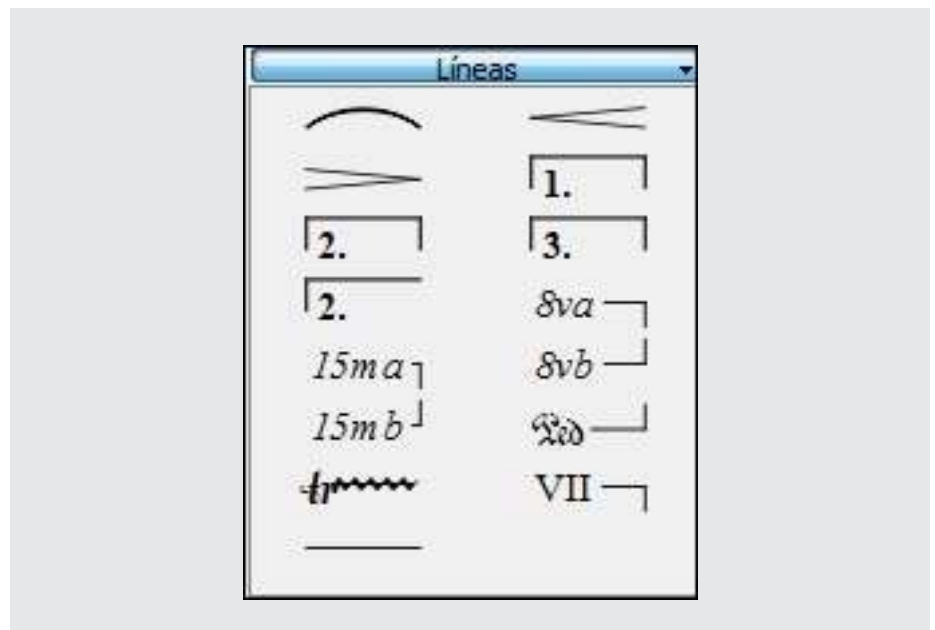 Líneas
1.
2. 3.
2. 8va
15ma 8vb
15mb Ped
tr VII